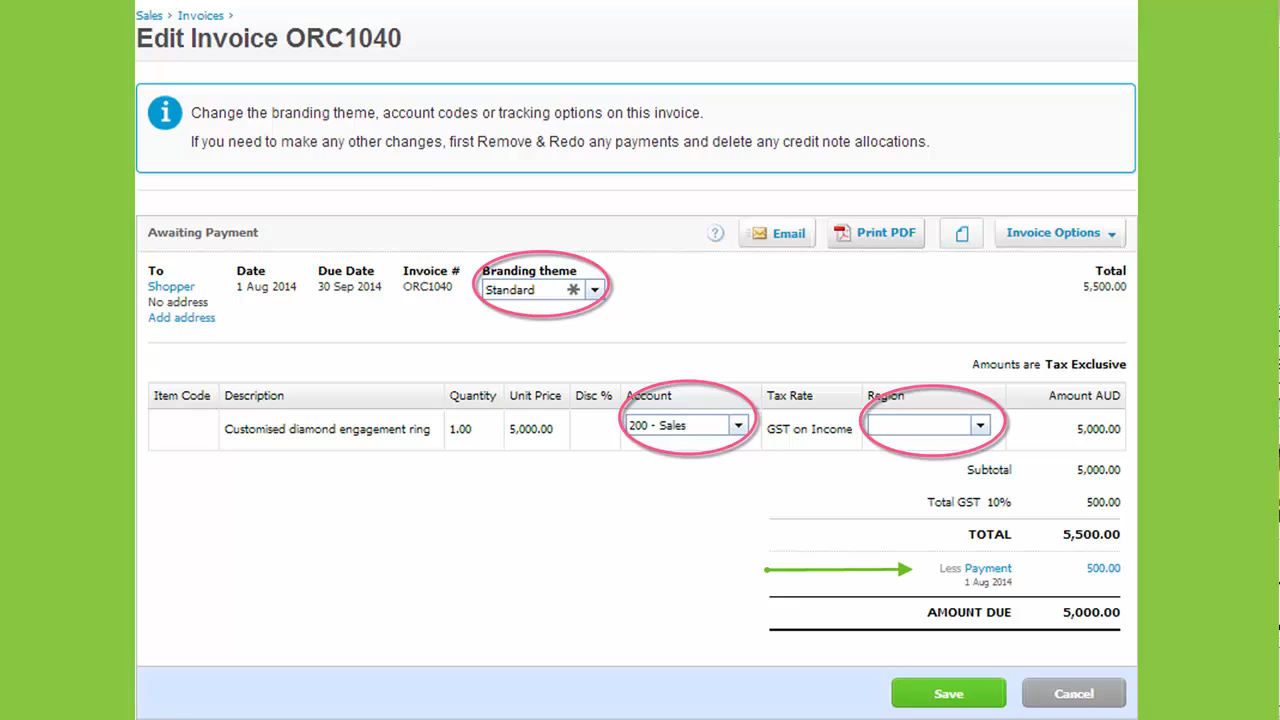 Sales > Invoices >
Edit Invoice ORC1040
i
Change the branding theme, account codes or tracking options on this invoice.
If you need to make any other changes, first Remove & Redo any payments and delete any credit note allocations.
Awaiting Payment ? Email Print PDF Invoice Options
To Date Due Date Invoice # Branding theme Total
Shopper 1 Aug 2014 30 Sep 2014 ORC1040 Standard 5,500.00
No address
Add address
Amounts are Tax Exclusive
Item Code Description Quantity Unit Price Disc % Account Tax Rate Region Amount AUD
Customised diamond engagement ring 1.00 5,000.00 200 - Sales GST on Income 5,000.00
Subtotal 5,000.00
Total GST 10% 500.00
TOTAL 5,500.00
Less Payment 500.00
1 Aug 2014
AMOUNT DUE 5,000.00
Save Cancel